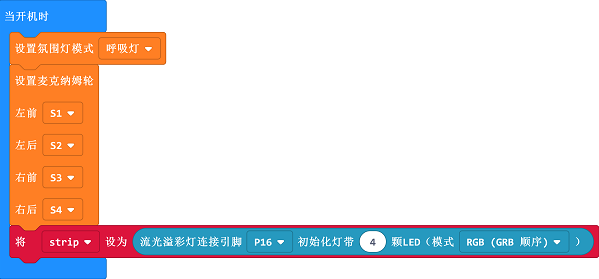 当开机时
设置氛围灯模式 呼吸灯
设置麦克纳姆轮
左前 S1
左后 S2
右前 S3
右后 S4
将 strip 设为 流光溢彩灯连接引脚 P16 初始化灯带 4 颗LED（模式 RGB (GRB 顺序) ）